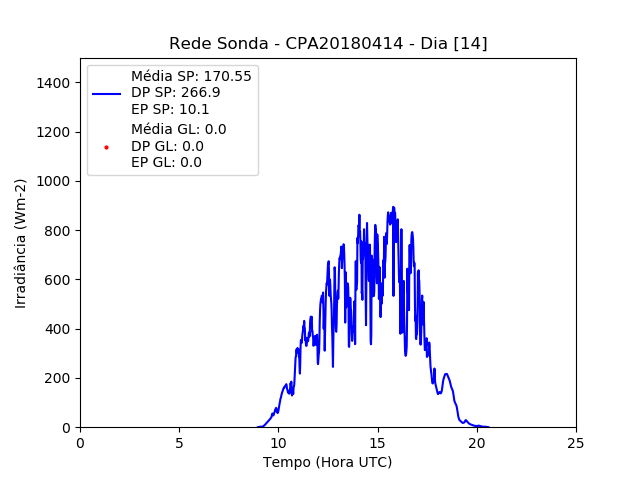 Rede Sonda - CPA20180414 - Dia [14]
Média SP: 170.55
DP SP: 266.9
EP SP: 10.1
Média GL: 0.0
DP GL: 0.0
EP GL: 0.0
Irradiância (Wm-2)
1400
1200
1000
800
600
400
200
0
0 5 10 15 20 25
Tempo (Hora UTC)